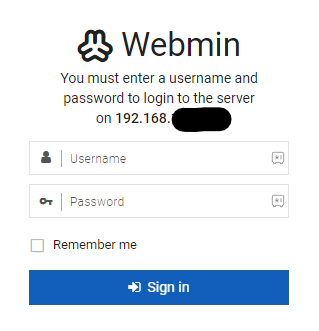 Webmin
You must enter a username and
password to login to the server
on 192.168.
Username
Password
Remember me
Sign in